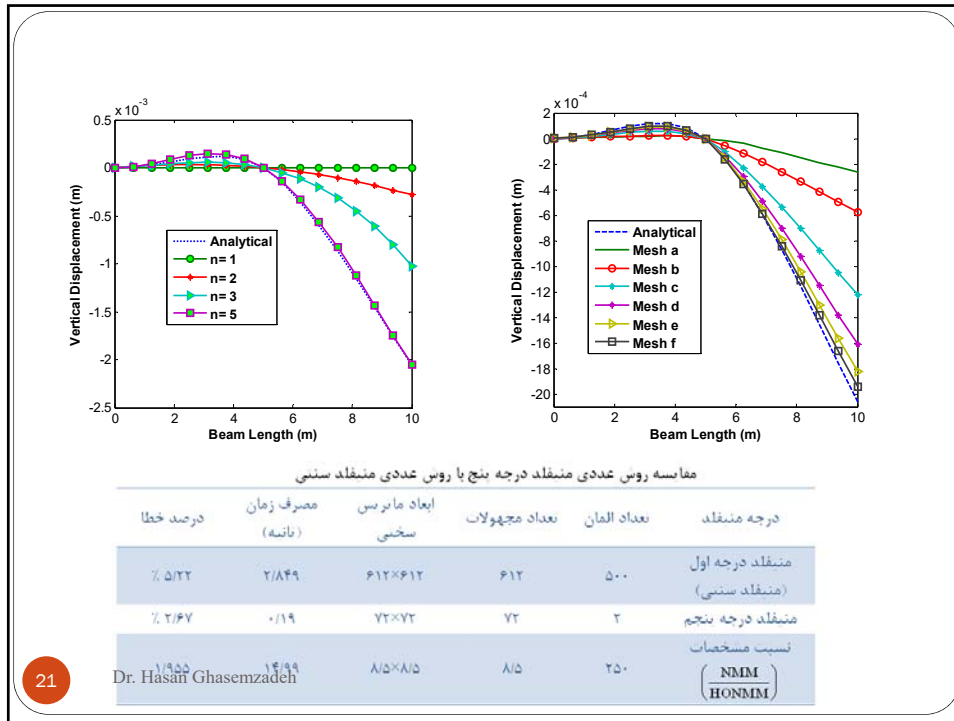 x 10-3
0.5
0
-0.5
-1
-1.5
-2
-2.5
0 2 4 6 8 10
Vertical Displacement (m)
Beam Length (m)
Analytical
n= 1
n= 2
n= 3
n= 5
x 10-4
2
0
-2
-4
-6
-8
-10
-12
-14
-16
-18
-20
0 2 4 6 8 10
Vertical Displacement (m)
Beam Length (m)
Analytical
Mesh a
Mesh b
Mesh c
Mesh d
Mesh e
Mesh f
مقایسه روش عددی منیفلد درجه پنج با روش عددی منیفلد سنتی
درجه منیفلد تعداد المان تعداد مجهولات ابعاد ماتریس سختی مصرف زمان (ثانیه) درصد خطا
منیفلد درجه اول (منیفلد سنتی) ۵۰۰ ۶۱۲ ۶۱۲×۶۱۲ ۲/۸۴۹ ٪ ۵/۲۲
منیفلد درجه پنجم ۲ ۷۲ ۷۲×۷۲ ۰/۱۹ ٪ ۲/۶۷
نسبت مشخصات (NMM / HONMM) ۲۵۰ ۸/۵ ۸/۵×۸/۵ ۱۴/۹۹ ۱/۹۵۵
21
Dr. Hasan Ghasemzadeh